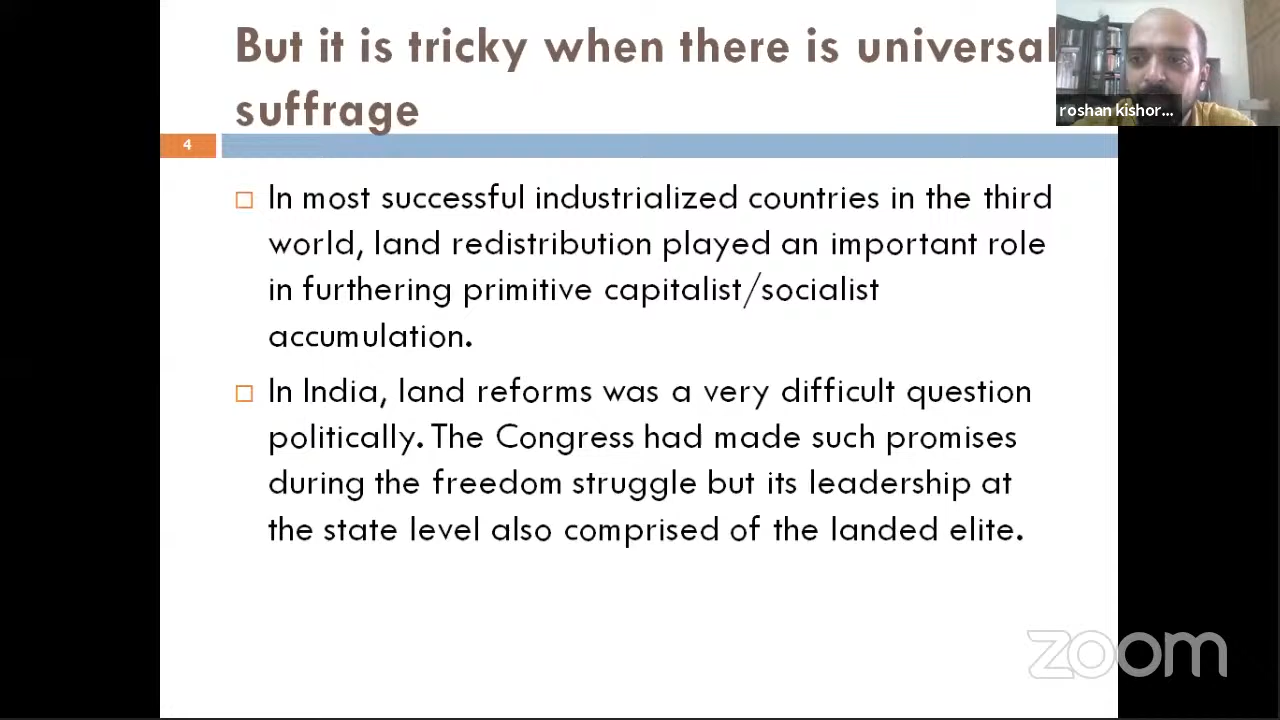 But it is tricky when there is universal
suffrage
roshan kishor...
4
In most successful industrialized countries in the third
world, land redistribution played an important role
in furthering primitive capitalist/socialist
accumulation.
In India, land reforms was a very difficult question
politically. The Congress had made such promises
during the freedom struggle but its leadership at
the state level also comprised of the landed elite.
zoom